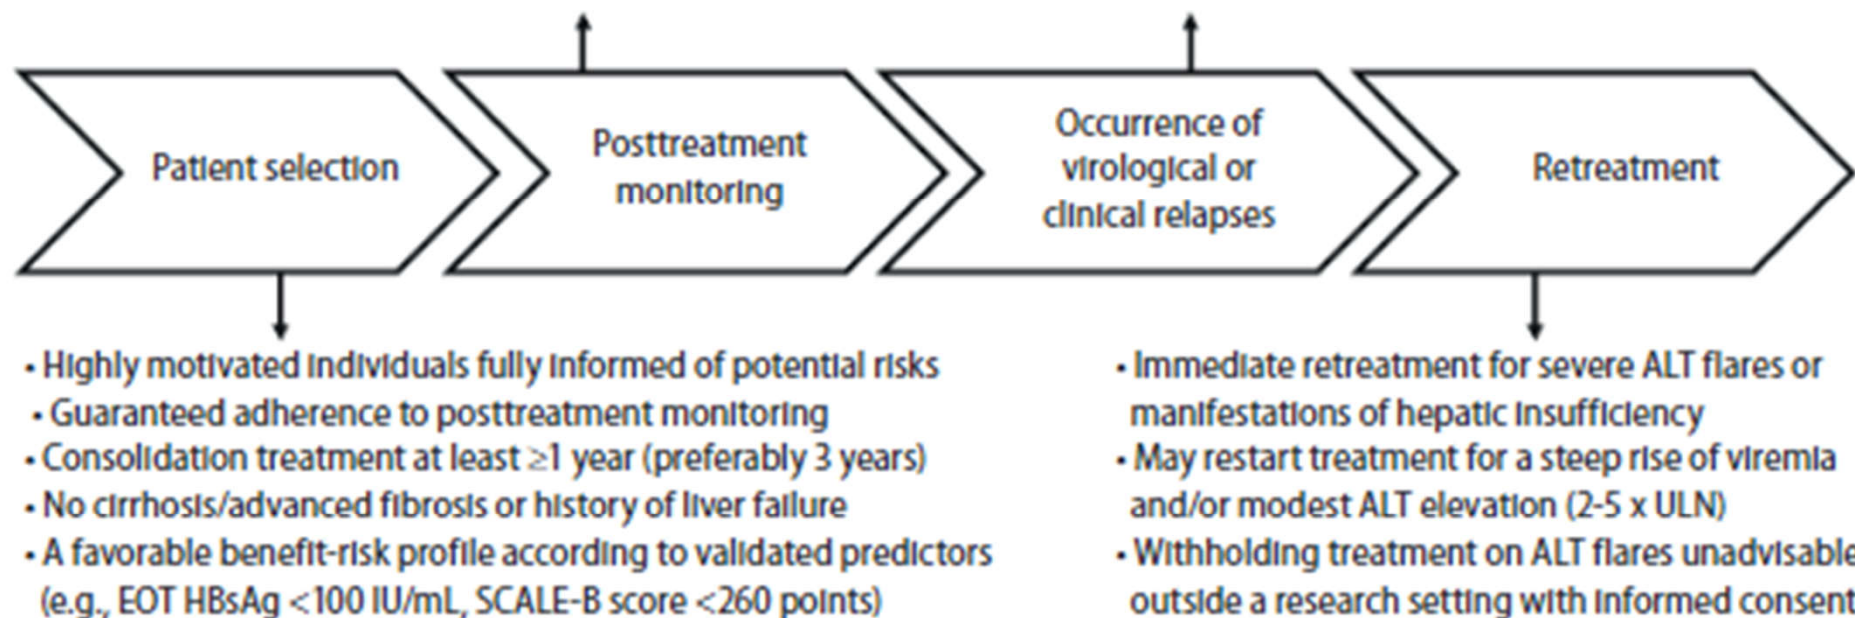 Patient selection
Posttreatment
monitoring
Occurrence of
virological or
clinical relapses
Retreatment
• Highly motivated individuals fully informed of potential risks
• Guaranteed adherence to posttreatment monitoring
• Consolidation treatment at least ≥1 year (preferably 3 years)
• No cirrhosis/advanced fibrosis or history of liver failure
• A favorable benefit-risk profile according to validated predictors
(e.g., EOT HBsAg <100 IU/mL, SCALE-B score <260 points)
• Immediate retreatment for severe ALT flares or
manifestations of hepatic insufficiency
• May restart treatment for a steep rise of viremia
and/or modest ALT elevation (2-5 x ULN)
• Withholding treatment on ALT flares unadvisable
outside a research setting with informed consent